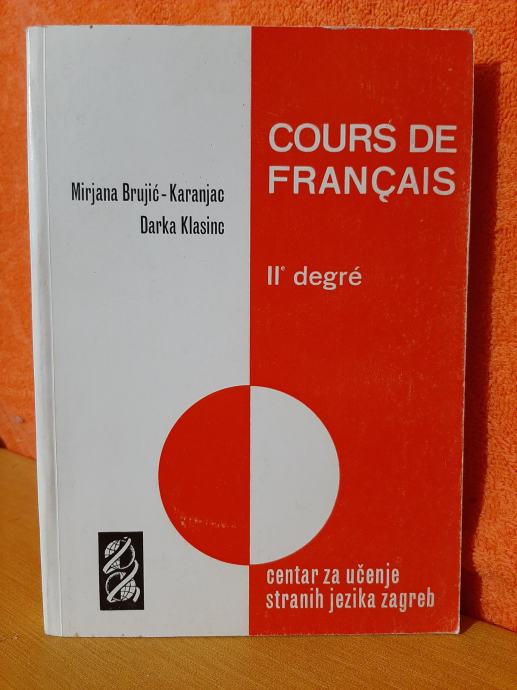 COURS DE
FRANÇAIS
Mirjana Brujić-Karanjac
Darka Klasinc
IIe degré
centar za učenje
stranih jezika zagreb